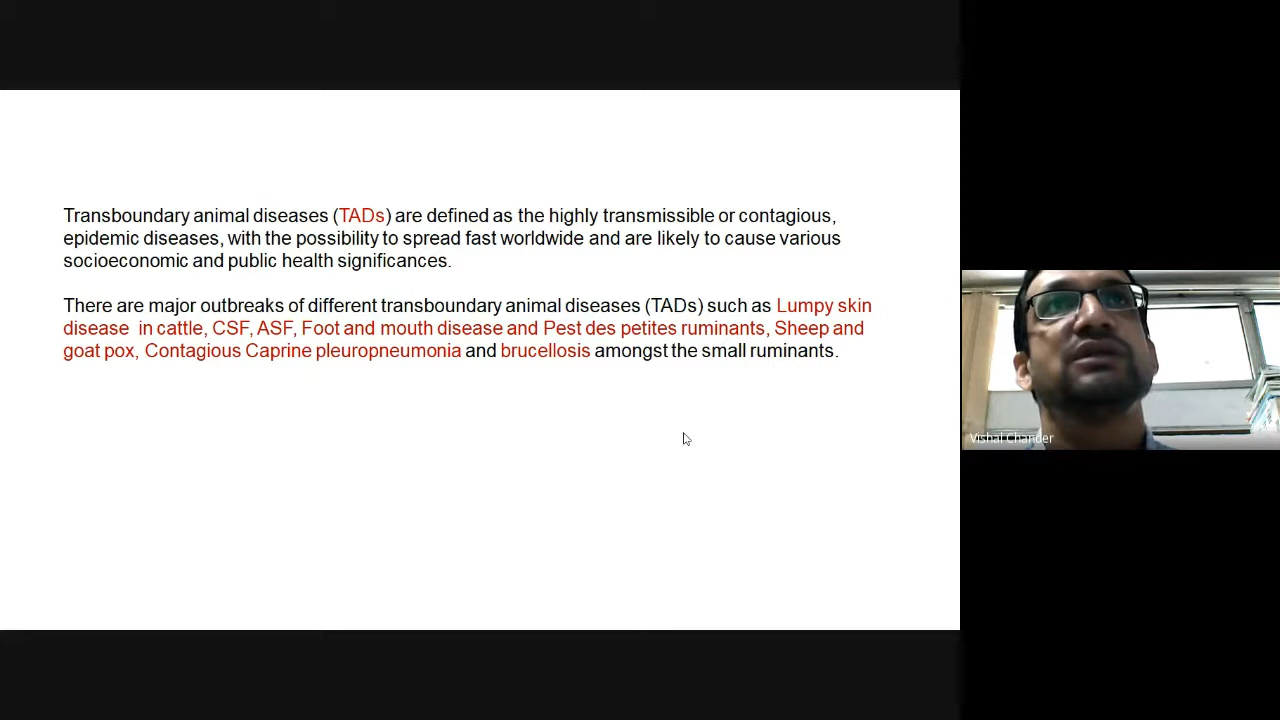 Transboundary animal diseases (TADs) are defined as the highly transmissible or contagious,
epidemic diseases, with the possibility to spread fast worldwide and are likely to cause various
socioeconomic and public health significances.
There are major outbreaks of different transboundary animal diseases (TADs) such as Lumpy skin
disease  in cattle, CSF, ASF, Foot and mouth disease and Pest des petites ruminants, Sheep and
goat pox, Contagious Caprine pleuropneumonia and brucellosis amongst the small ruminants.
Vishal Chander